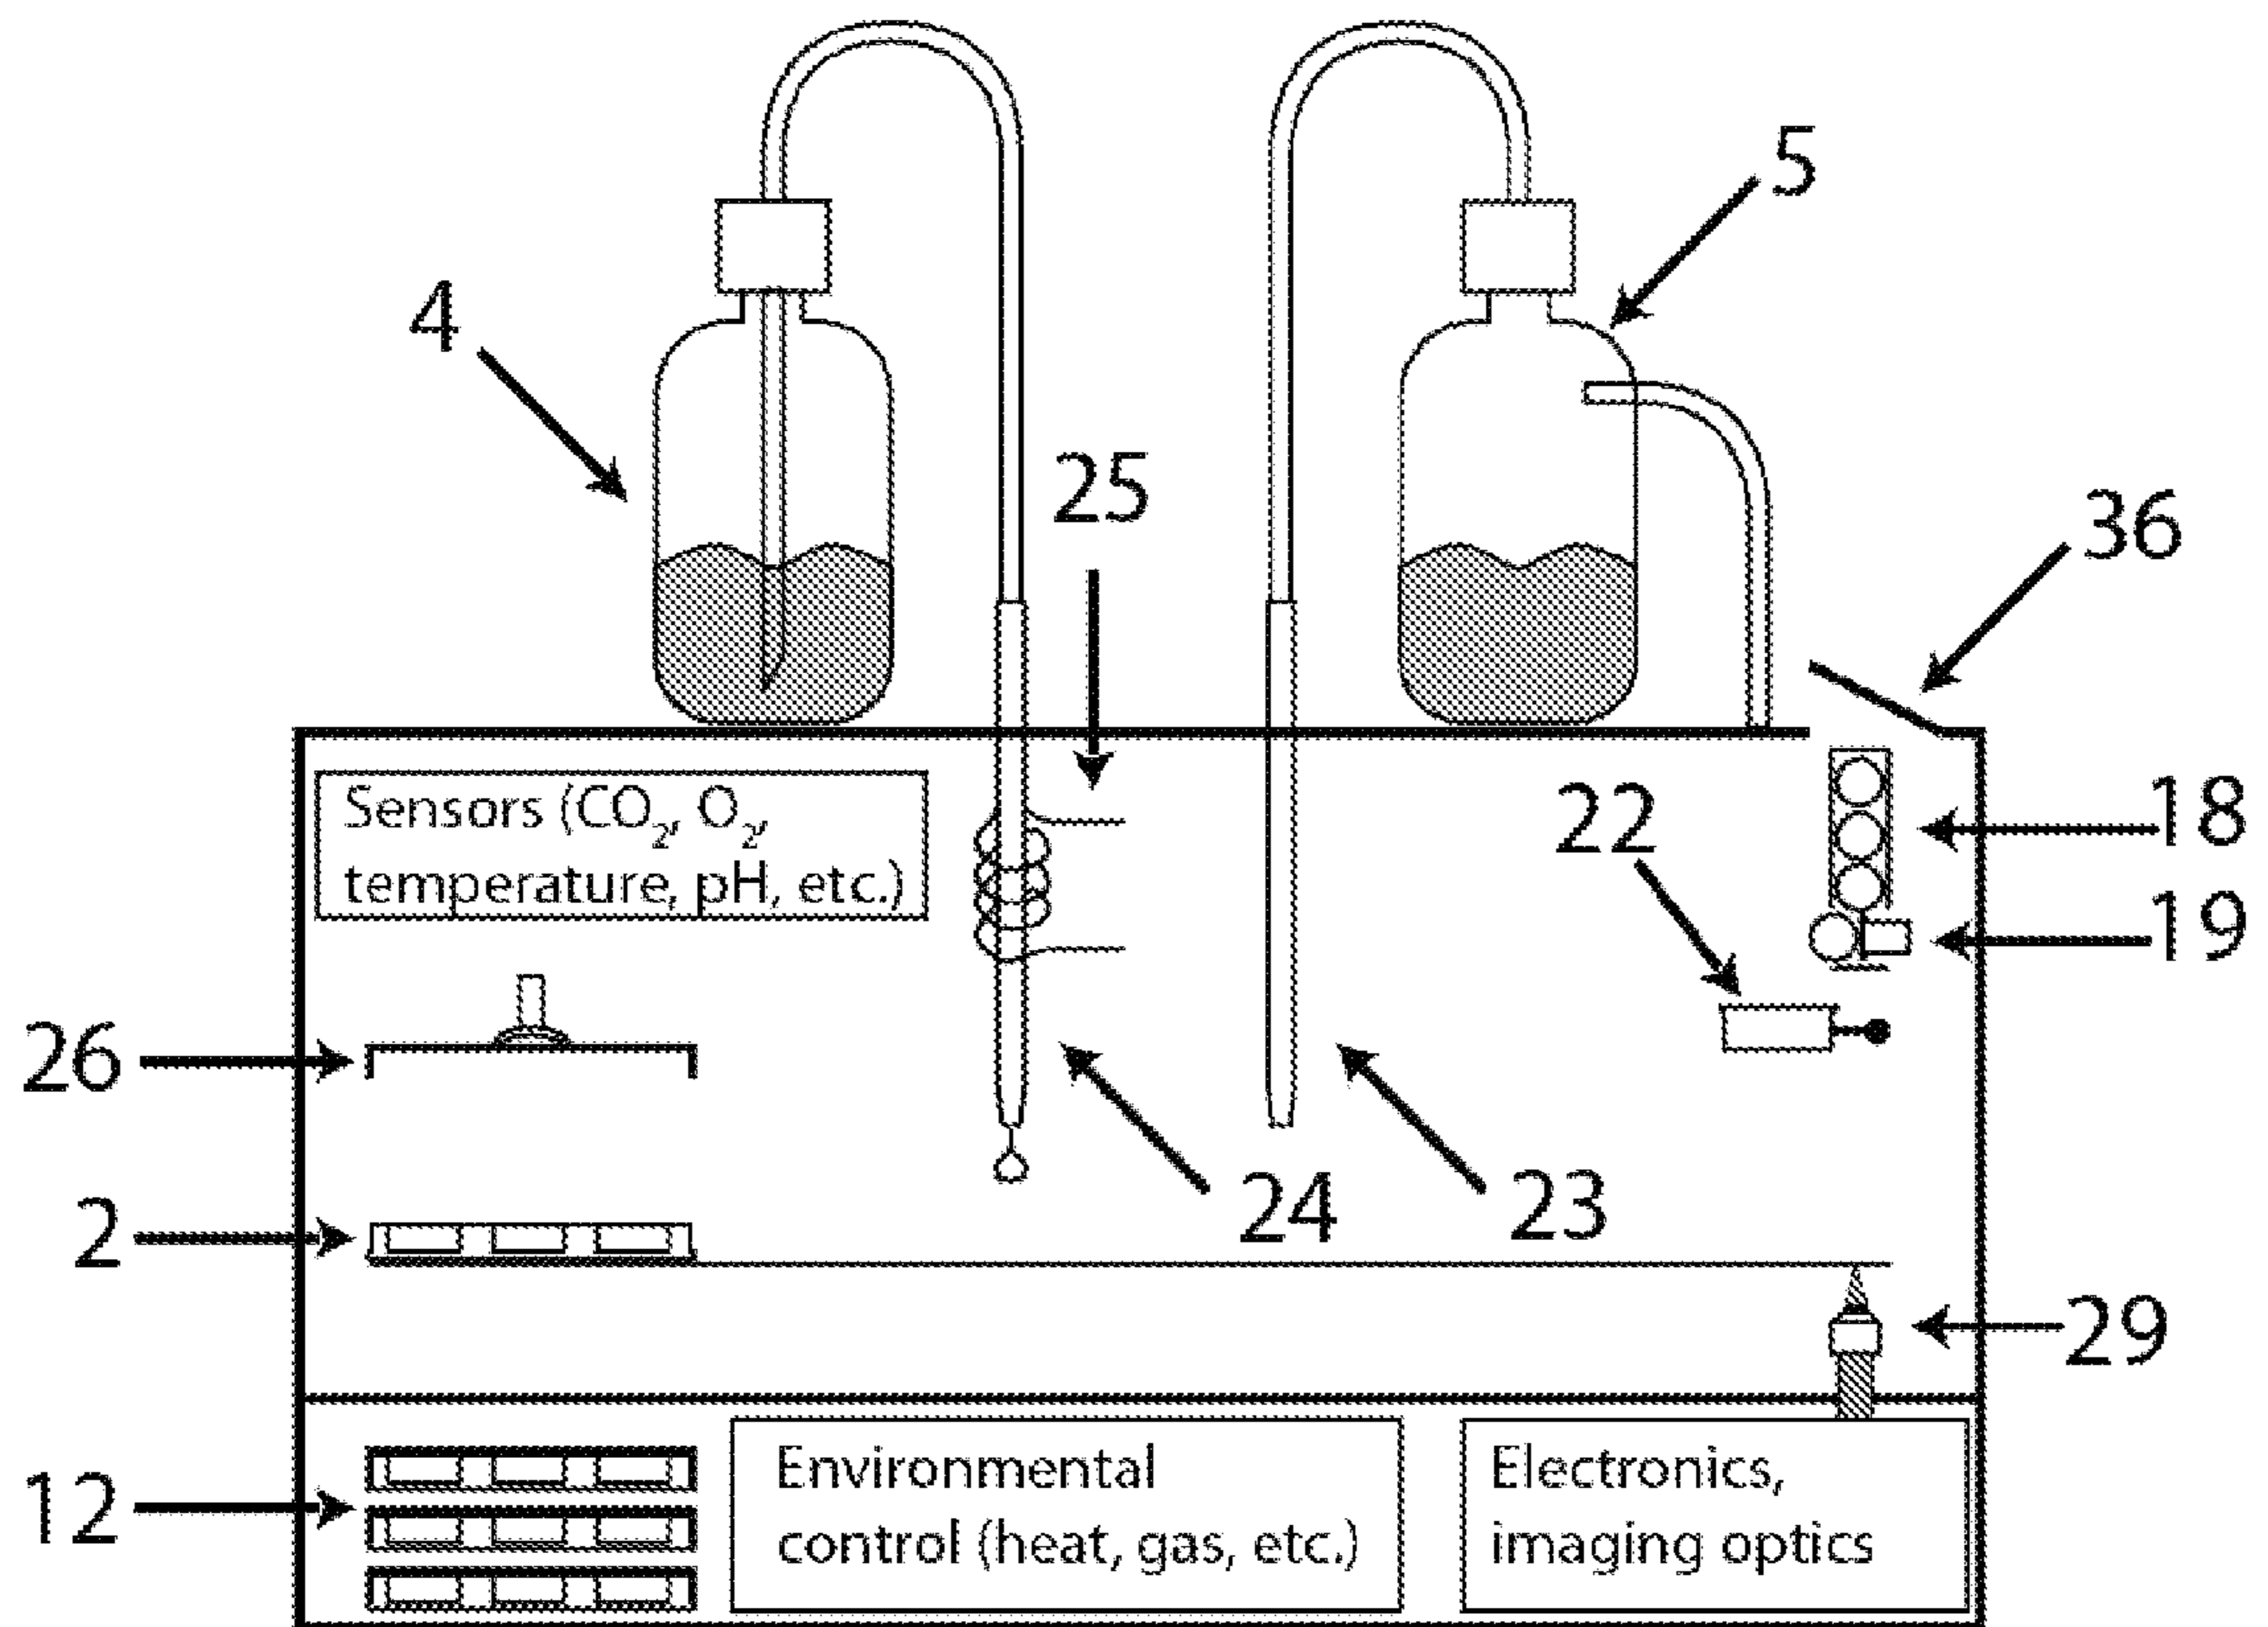 5
4
25
36
Sensors (CO₂, O₂,
temperature, pH, etc.)
22
18
19
26
24
23
2
29
12
Environmental
control (heat, gas, etc.)
Electronics,
imaging optics